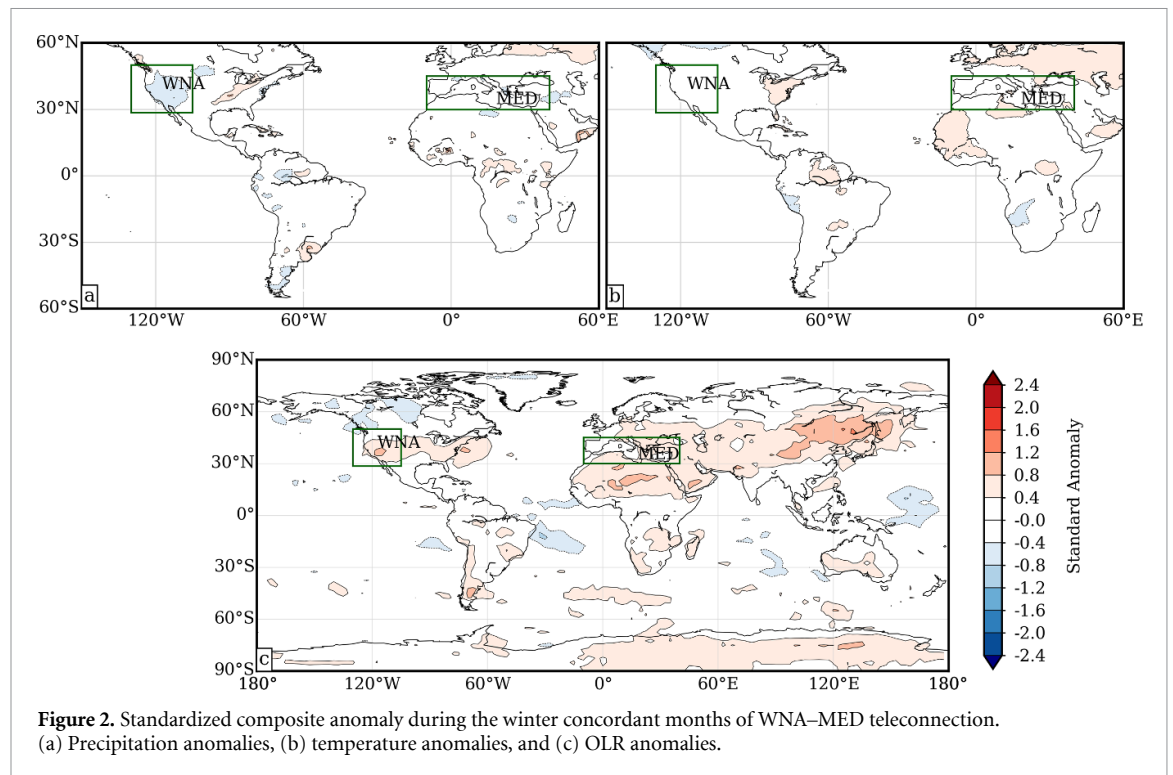 60°N
30°N
0°
30°S
60°S
WNA
MED
a
WNA
MED
b
120°W 60°W 0° 60°E 120°W 60°W 0° 60°E
90°N
60°N
30°N
0°
30°S
60°S
90°S
WNA
MED
c
180° 120°W 60°W 0° 60°E 120°E 180°
2.4
2.0
1.6
1.2
0.8
0.4
-0.0
-0.4
-0.8
-1.2
-1.6
-2.0
-2.4
Standard Anomaly
Figure 2. Standardized composite anomaly during the winter concordant months of WNA–MED teleconnection.
(a) Precipitation anomalies, (b) temperature anomalies, and (c) OLR anomalies.